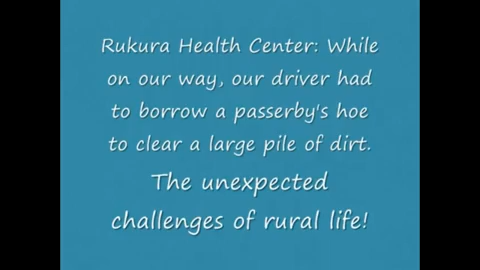 Rukura Health Center: While
on our way, our driver had
to borrow a passerby's hoe
to clear a large pile of dirt.
The unexpected
challenges of rural life!